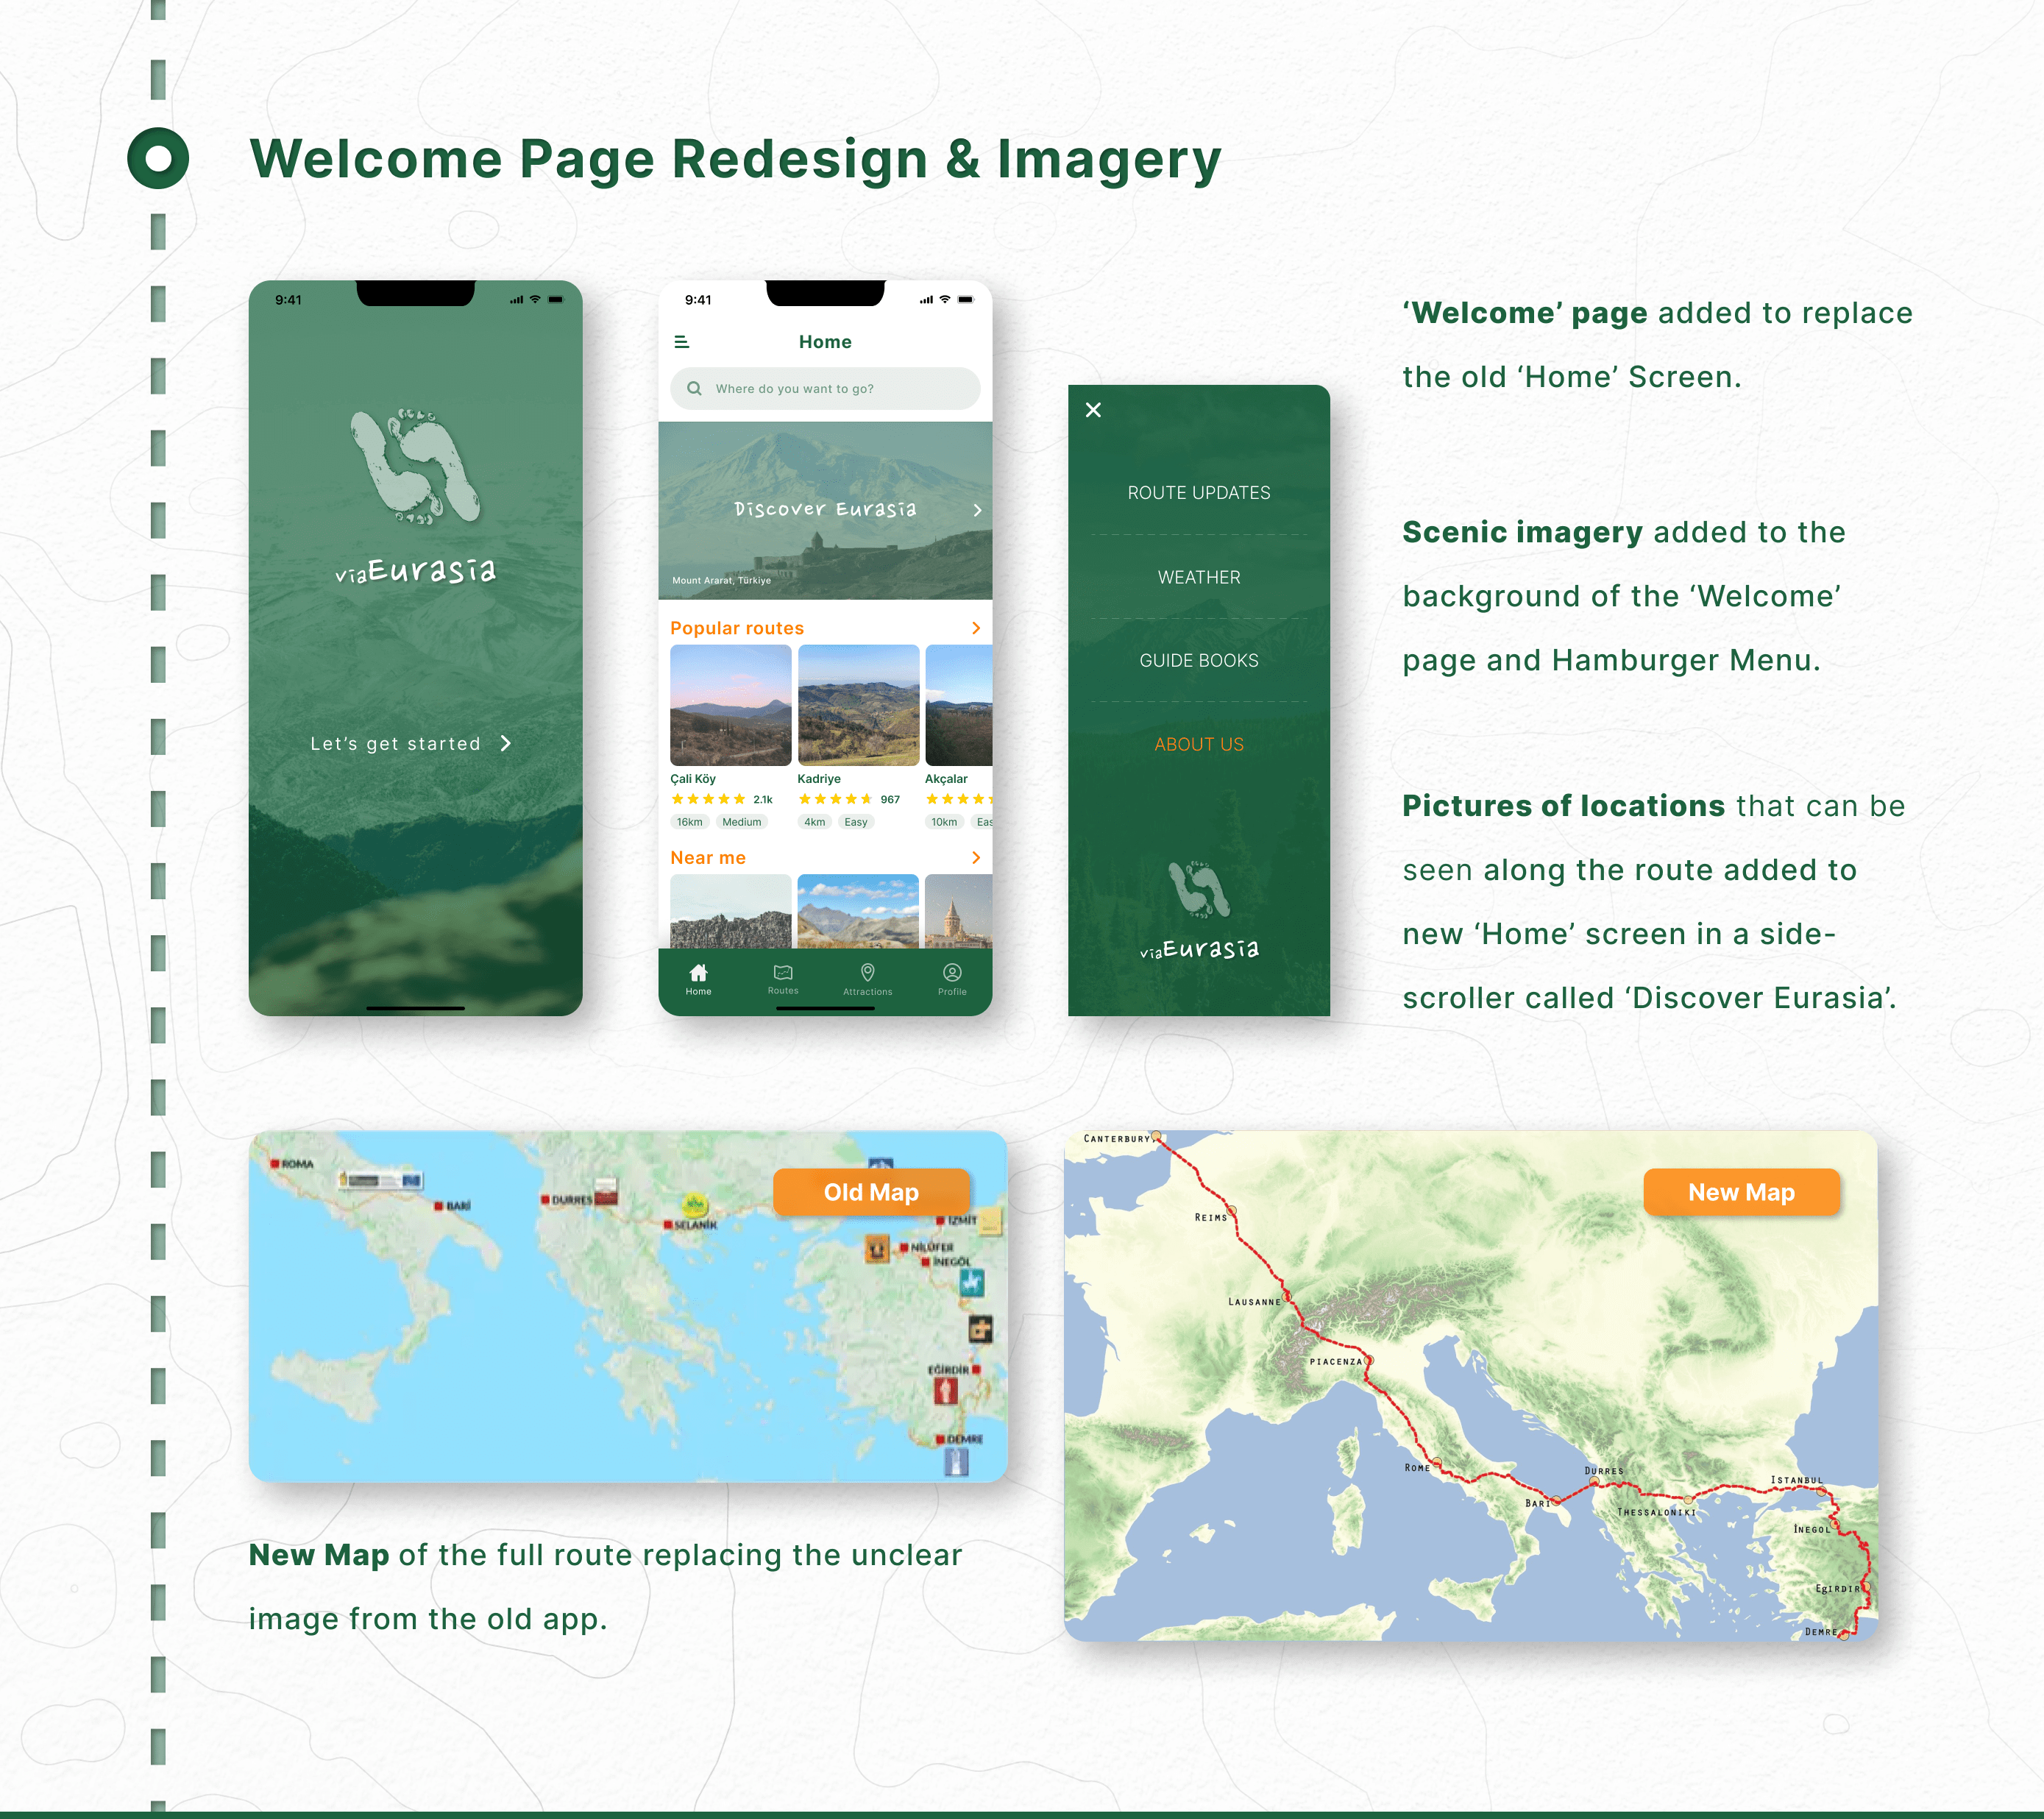 Welcome Page Redesign & Imagery
9:41
viaEurasia
Let's get started
9:41
Home
Where do you want to go?
Discover Eurasia
Mount Ararat, Türkiye
Popular routes
Çali Köy
Kadriye
Akçalar
2.1k
967
16km Medium
4km Easy
10km Eas
Near me
Home
Routes
Attractions
Profile
ROUTE UPDATES
WEATHER
GUIDE BOOKS
ABOUT US
viaEurasia
‘Welcome’ page added to replace
the old ‘Home’ Screen.
Scenic imagery added to the
background of the ‘Welcome’
page and Hamburger Menu.
Pictures of locations that can be
seen along the route added to
new ‘Home’ screen in a side-
scroller called ‘Discover Eurasia’.
Old Map
ROMA
BARİ
DURRES
SELANİK
İZMİT
NİLÜFER
İNEGÖL
EĞİRDİR
DEMRE
New Map of the full route replacing the unclear
image from the old app.
New Map
CANTERBURY
REIMS
LAUSANNE
PIACENZA
ROME
BARI
DURRES
THESSALONIKI
ISTANBUL
INEGOL
EGIRDIR
DEMRE